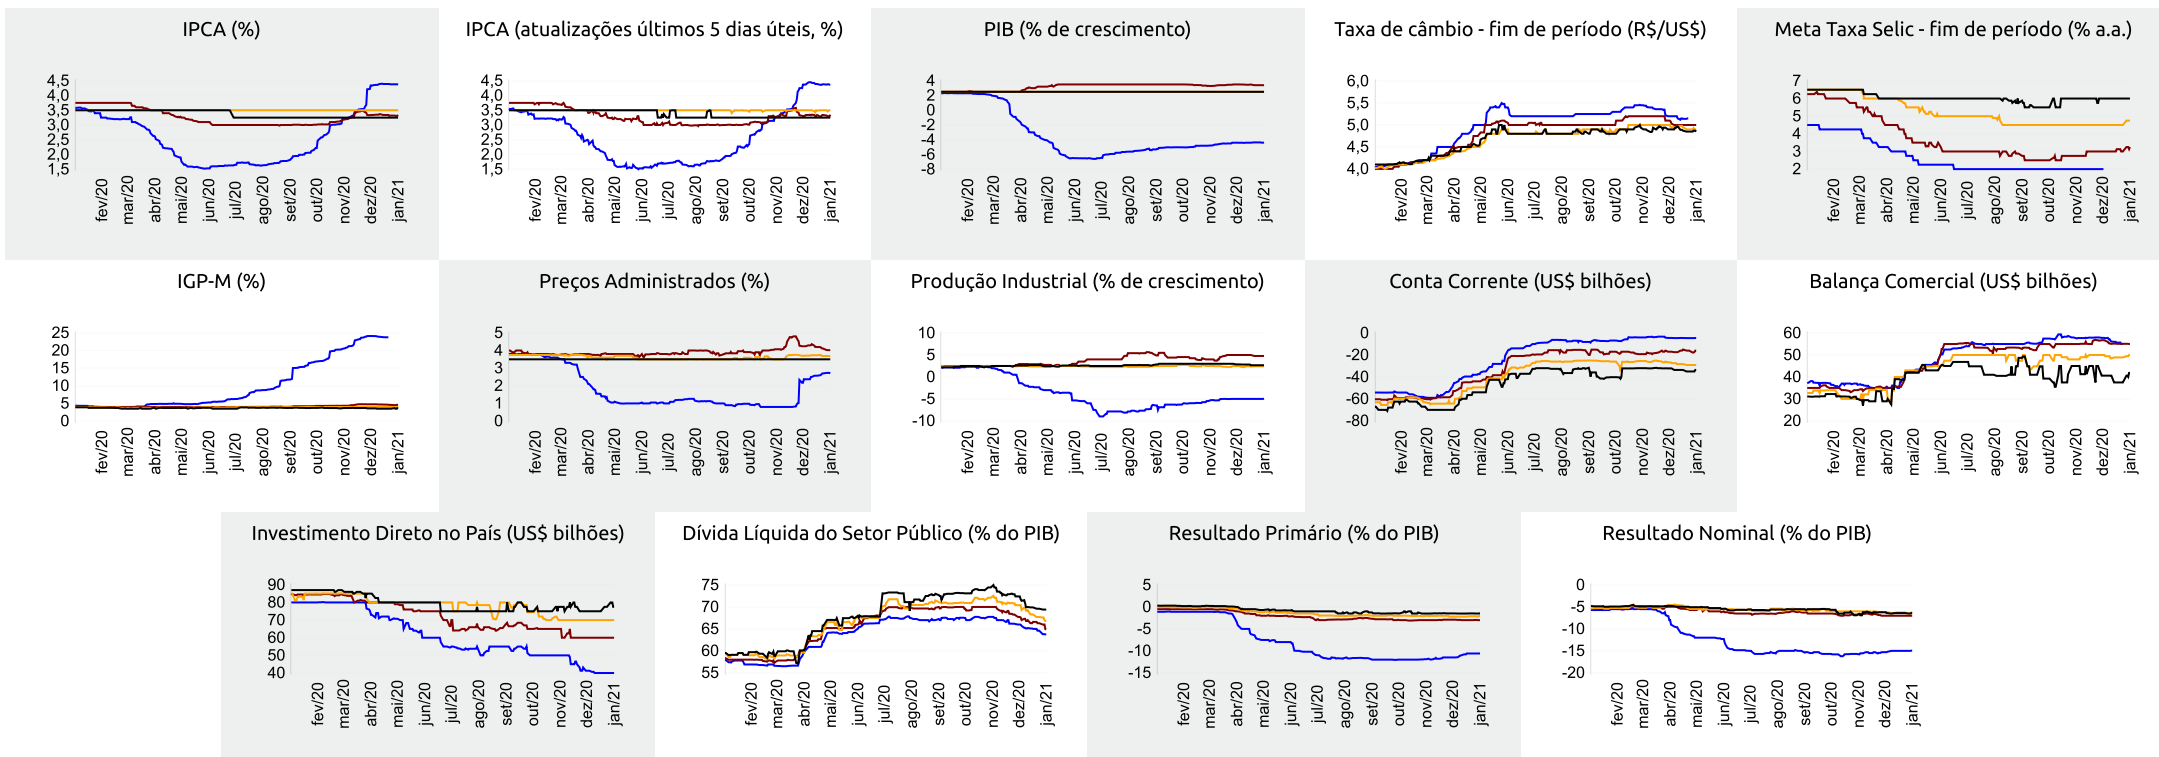 IPCA (%)
IPCA (atualizações últimos 5 dias úteis, %)
PIB (% de crescimento)
Taxa de câmbio - fim de período (R$/US$)
Meta Taxa Selic - fim de período (% a.a.)
4,5
4,0
3,5
3,0
2,5
2,0
1,5
fev/20 mar/20 abr/20 mai/20 jun/20 jul/20 ago/20 set/20 out/20 nov/20 dez/20 jan/21
4,5
4,0
3,5
3,0
2,5
2,0
1,5
fev/20 mar/20 abr/20 mai/20 jun/20 jul/20 ago/20 set/20 out/20 nov/20 dez/20 jan/21
4
2
0
-2
-4
-6
-8
fev/20 mar/20 abr/20 mai/20 jun/20 jul/20 ago/20 set/20 out/20 nov/20 dez/20 jan/21
6,0
5,5
5,0
4,5
4,0
fev/20 mar/20 abr/20 mai/20 jun/20 jul/20 ago/20 set/20 out/20 nov/20 dez/20 jan/21
7
6
5
4
3
2
fev/20 mar/20 abr/20 mai/20 jun/20 jul/20 ago/20 set/20 out/20 nov/20 dez/20 jan/21
IGP-M (%)
Preços Administrados (%)
Produção Industrial (% de crescimento)
Conta Corrente (US$ bilhões)
Balança Comercial (US$ bilhões)
25
20
15
10
5
0
fev/20 mar/20 abr/20 mai/20 jun/20 jul/20 ago/20 set/20 out/20 nov/20 dez/20 jan/21
5
4
3
2
1
0
fev/20 mar/20 abr/20 mai/20 jun/20 jul/20 ago/20 set/20 out/20 nov/20 dez/20 jan/21
10
5
0
-5
-10
fev/20 mar/20 abr/20 mai/20 jun/20 jul/20 ago/20 set/20 out/20 nov/20 dez/20 jan/21
0
-20
-40
-60
-80
fev/20 mar/20 abr/20 mai/20 jun/20 jul/20 ago/20 set/20 out/20 nov/20 dez/20 jan/21
60
50
40
30
20
fev/20 mar/20 abr/20 mai/20 jun/20 jul/20 ago/20 set/20 out/20 nov/20 dez/20 jan/21
Investimento Direto no País (US$ bilhões)
Dívida Líquida do Setor Público (% do PIB)
Resultado Primário (% do PIB)
Resultado Nominal (% do PIB)
90
80
70
60
50
40
fev/20 mar/20 abr/20 mai/20 jun/20 jul/20 ago/20 set/20 out/20 nov/20 dez/20 jan/21
75
70
65
60
55
fev/20 mar/20 abr/20 mai/20 jun/20 jul/20 ago/20 set/20 out/20 nov/20 dez/20 jan/21
5
0
-5
-10
-15
fev/20 mar/20 abr/20 mai/20 jun/20 jul/20 ago/20 set/20 out/20 nov/20 dez/20 jan/21
0
-5
-10
-15
-20
fev/20 mar/20 abr/20 mai/20 jun/20 jul/20 ago/20 set/20 out/20 nov/20 dez/20 jan/21